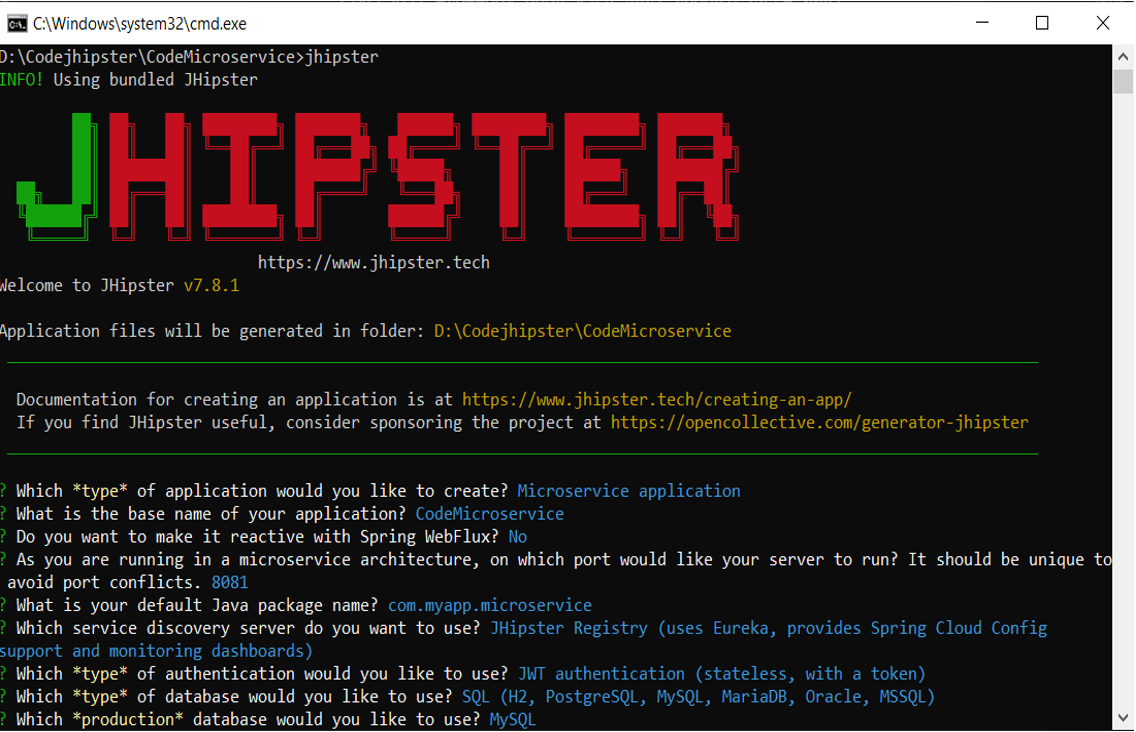 C:\Windows\system32\cmd.exe
D:\Codejhipster\CodeMicroservice>jhipster
INFO! Using bundled JHipster
JHIPSTER
https://www.jhipster.tech
Welcome to JHipster v7.8.1
Application files will be generated in folder: D:\Codejhipster\CodeMicroservice
Documentation for creating an application is at https://www.jhipster.tech/creating-an-app/
If you find JHipster useful, consider sponsoring the project at https://opencollective.com/generator-jhipster
? Which *type* of application would you like to create? Microservice application
? What is the base name of your application? CodeMicroservice
? Do you want to make it reactive with Spring WebFlux? No
? As you are running in a microservice architecture, on which port would like your server to run? It should be unique to
avoid port conflicts. 8081
? What is your default Java package name? com.myapp.microservice
? Which service discovery server do you want to use? JHipster Registry (uses Eureka, provides Spring Cloud Config
support and monitoring dashboards)
? Which *type* of authentication would you like to use? JWT authentication (stateless, with a token)
? Which *type* of database would you like to use? SQL (H2, PostgreSQL, MySQL, MariaDB, Oracle, MSSQL)
? Which *production* database would you like to use? MySQL